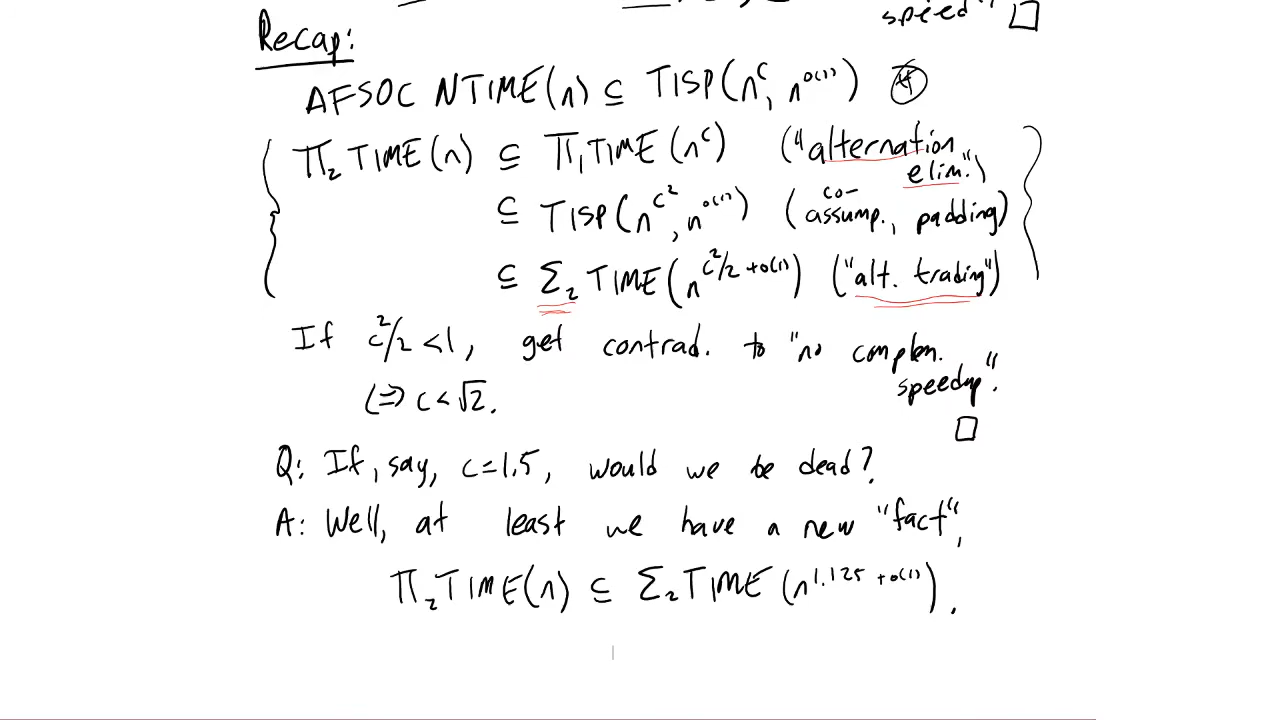 speed" □
Recap:
AFSOC NTIME(n) ⊆ TISP(n^c, n^o(1)) ⊛
Π₂TIME(n) ⊆ Π₁TIME(n^c) ("alternation
elim.")
⊆ TISP(n^c², n^o(1)) (co-assump., padding)
⊆ Σ₂TIME(n^(c²/2 + o(1))) ("alt. trading")
If c²/2 < 1, get contrad. to "no complem.
speedup".
(⇒) c < √2.
□
Q: If, say, c=1.5, would we be dead?
A: Well, at least we have a new "fact",
Π₂TIME(n) ⊆ Σ₂TIME(n^(1.125 + o(1))).